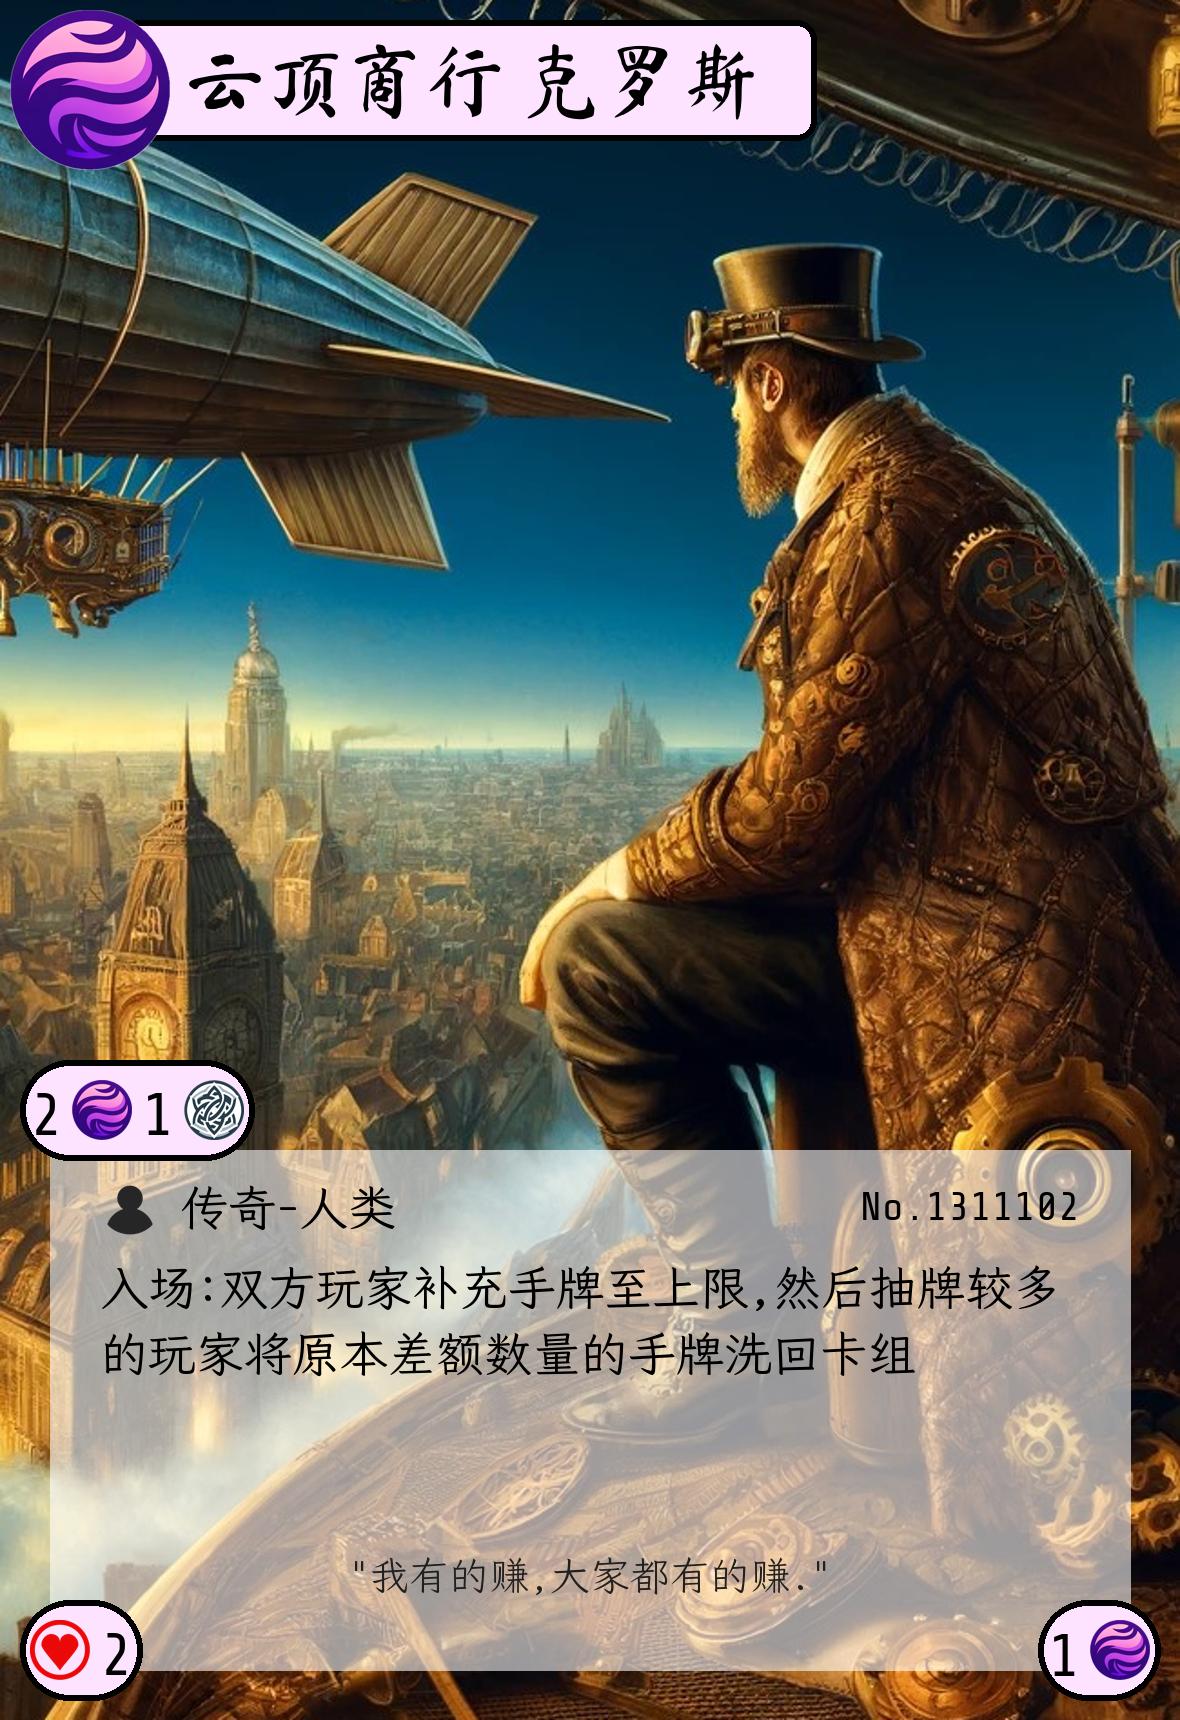 云顶商行 克罗斯
2 1
传奇-人类 No.1311102
入场:双方玩家补充手牌至上限,然后抽牌较多
的玩家将原本差额数量的手牌洗回卡组
"我有的赚,大家都有的赚."
2 1